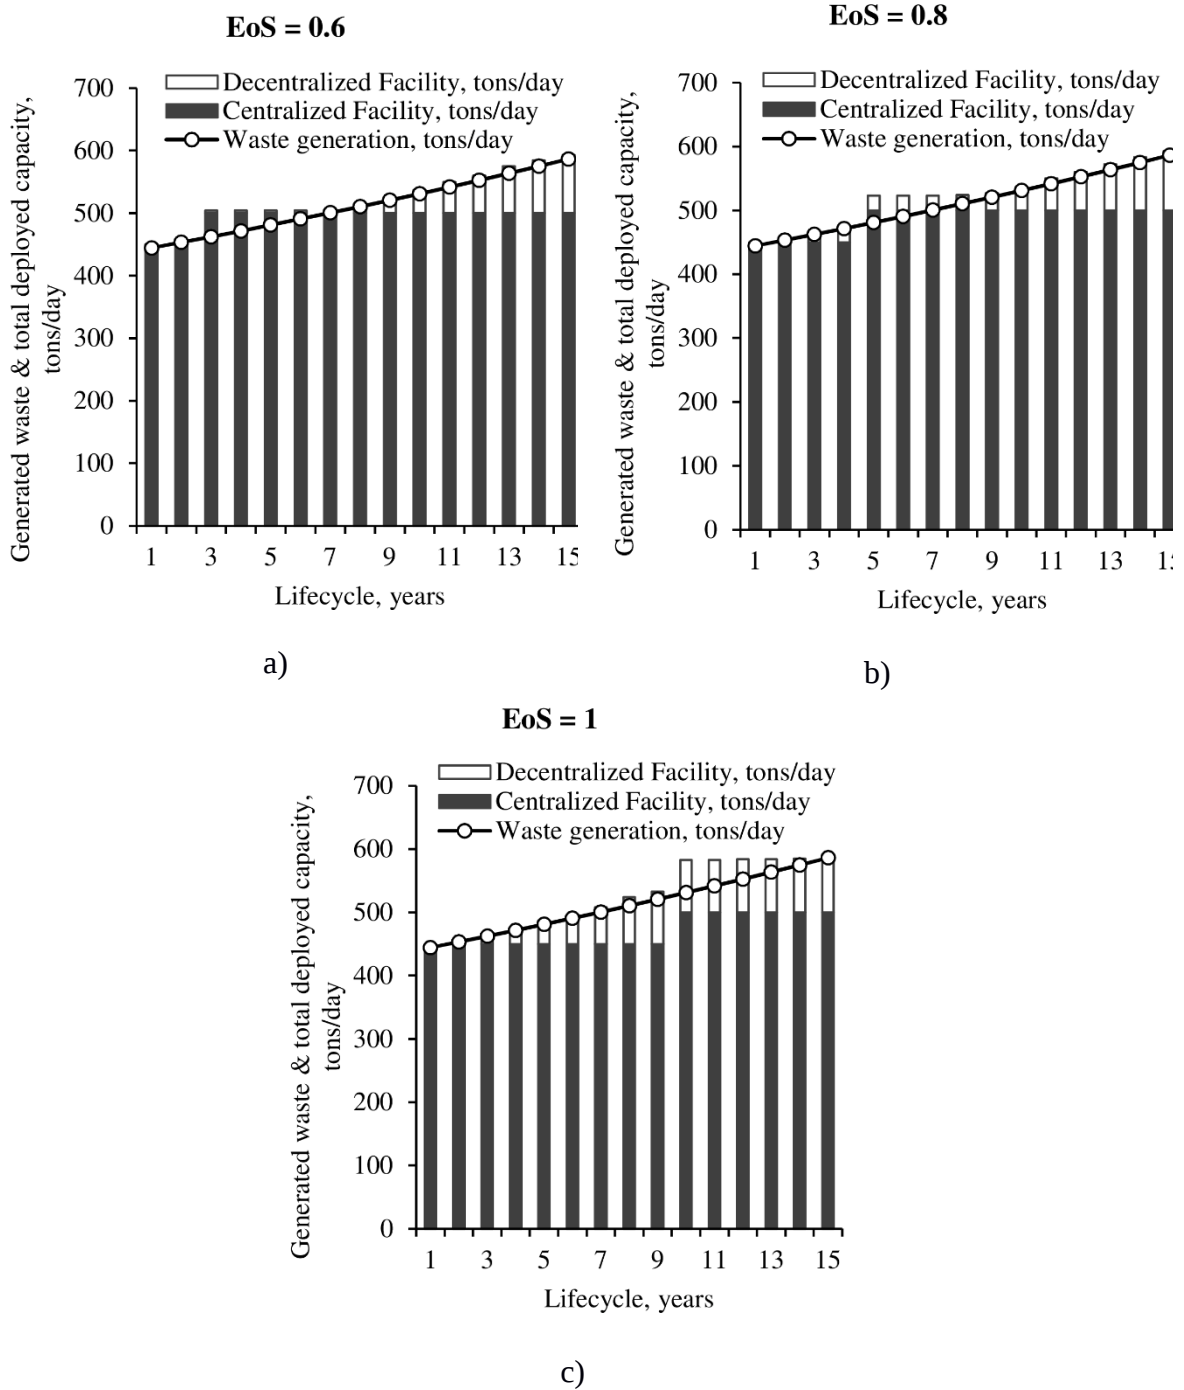 EoS = 0.6
Generated waste & total deployed capacity,
tons/day
700
600
500
400
300
200
100
0
Decentralized Facility, tons/day
Centralized Facility, tons/day
Waste generation, tons/day
1 3 5 7 9 11 13 15
Lifecycle, years
a)
EoS = 0.8
Generated waste & total deployed capacity,
tons/day
700
600
500
400
300
200
100
0
Decentralized Facility, tons/day
Centralized Facility, tons/day
Waste generation, tons/day
1 3 5 7 9 11 13
Lifecycle, years
b)
EoS = 1
Generated waste & total deployed capacity,
tons/day
700
600
500
400
300
200
100
0
Decentralized Facility, tons/day
Centralized Facility, tons/day
Waste generation, tons/day
1 3 5 7 9 11 13 15
Lifecycle, years
c)